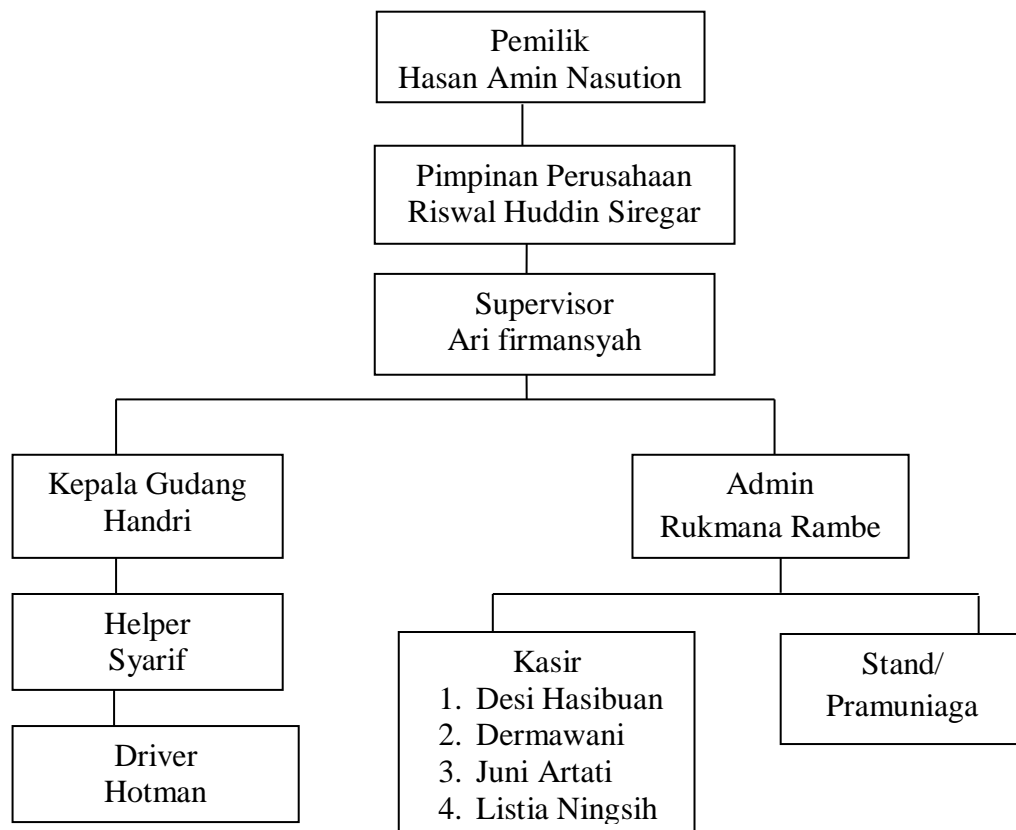 Pemilik
Hasan Amin Nasution
Pimpinan Perusahaan
Riswal Huddin Siregar
Supervisor
Ari firmansyah
Kepala Gudang
Handri
Admin
Rukmana Rambe
Helper
Syarif
Kasir
1. Desi Hasibuan
2. Dermawani
3. Juni Artati
4. Listia Ningsih
Stand/
Pramuniaga
Driver
Hotman